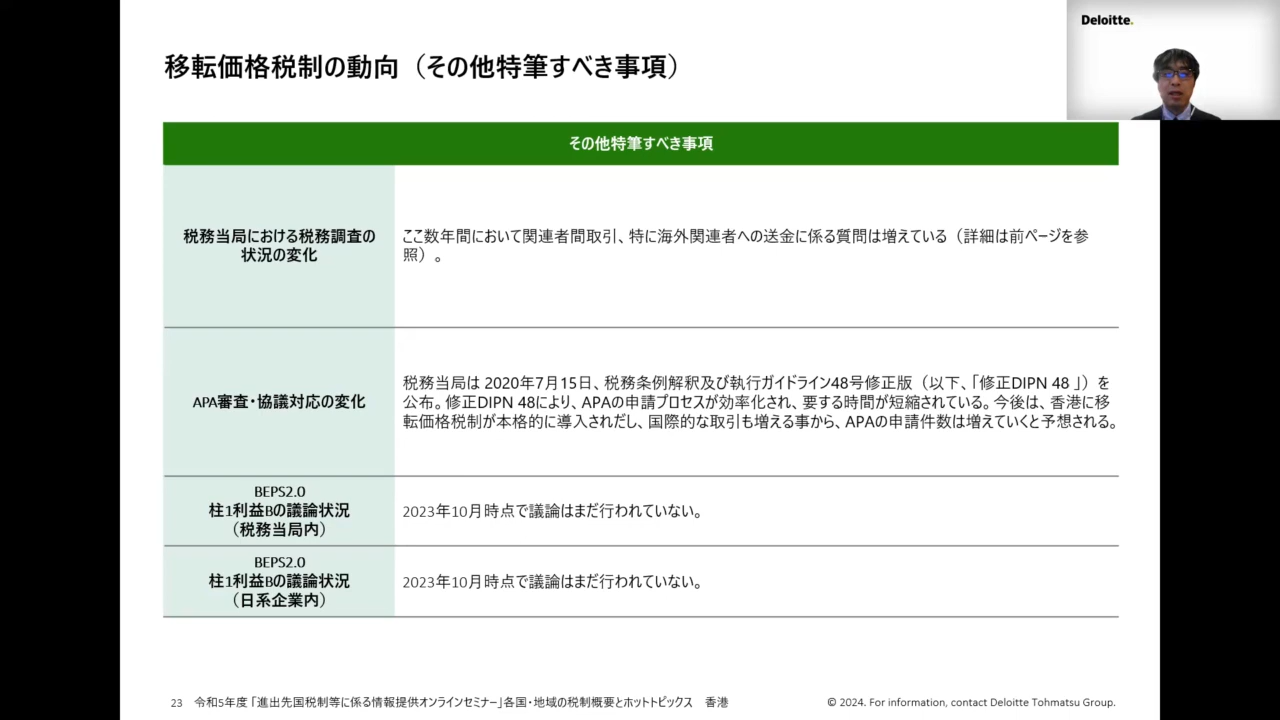 Deloitte.
移転価格税制の動向（その他特筆すべき事項）
その他特筆すべき事項
税務当局における税務調査の
状況の変化
ここ数年間において関連者間取引、特に海外関連者への送金に係る質問は増えている（詳細は前ページを参
照）。
APA審査・協議対応の変化
税務当局は 2020年7月15日、税務条例解釈及び執行ガイドライン48号修正版（以下、「修正DIPN 48 」）を
公布。修正DIPN 48により、APAの申請プロセスが効率化され、要する時間が短縮されている。今後は、香港に移
転価格税制が本格的に導入されだし、国際的な取引も増える事から、APAの申請件数は増えていくと予想される。
BEPS2.0
柱1利益Bの議論状況
（税務当局内）
2023年10月時点で議論はまだ行われていない。
BEPS2.0
柱1利益Bの議論状況
（日系企業内）
2023年10月時点で議論はまだ行われていない。
23 令和5年度「進出先国税制等に係る情報提供オンラインセミナー」各国・地域の税制概要とホットトピックス 香港
© 2024. For information, contact Deloitte Tohmatsu Group.